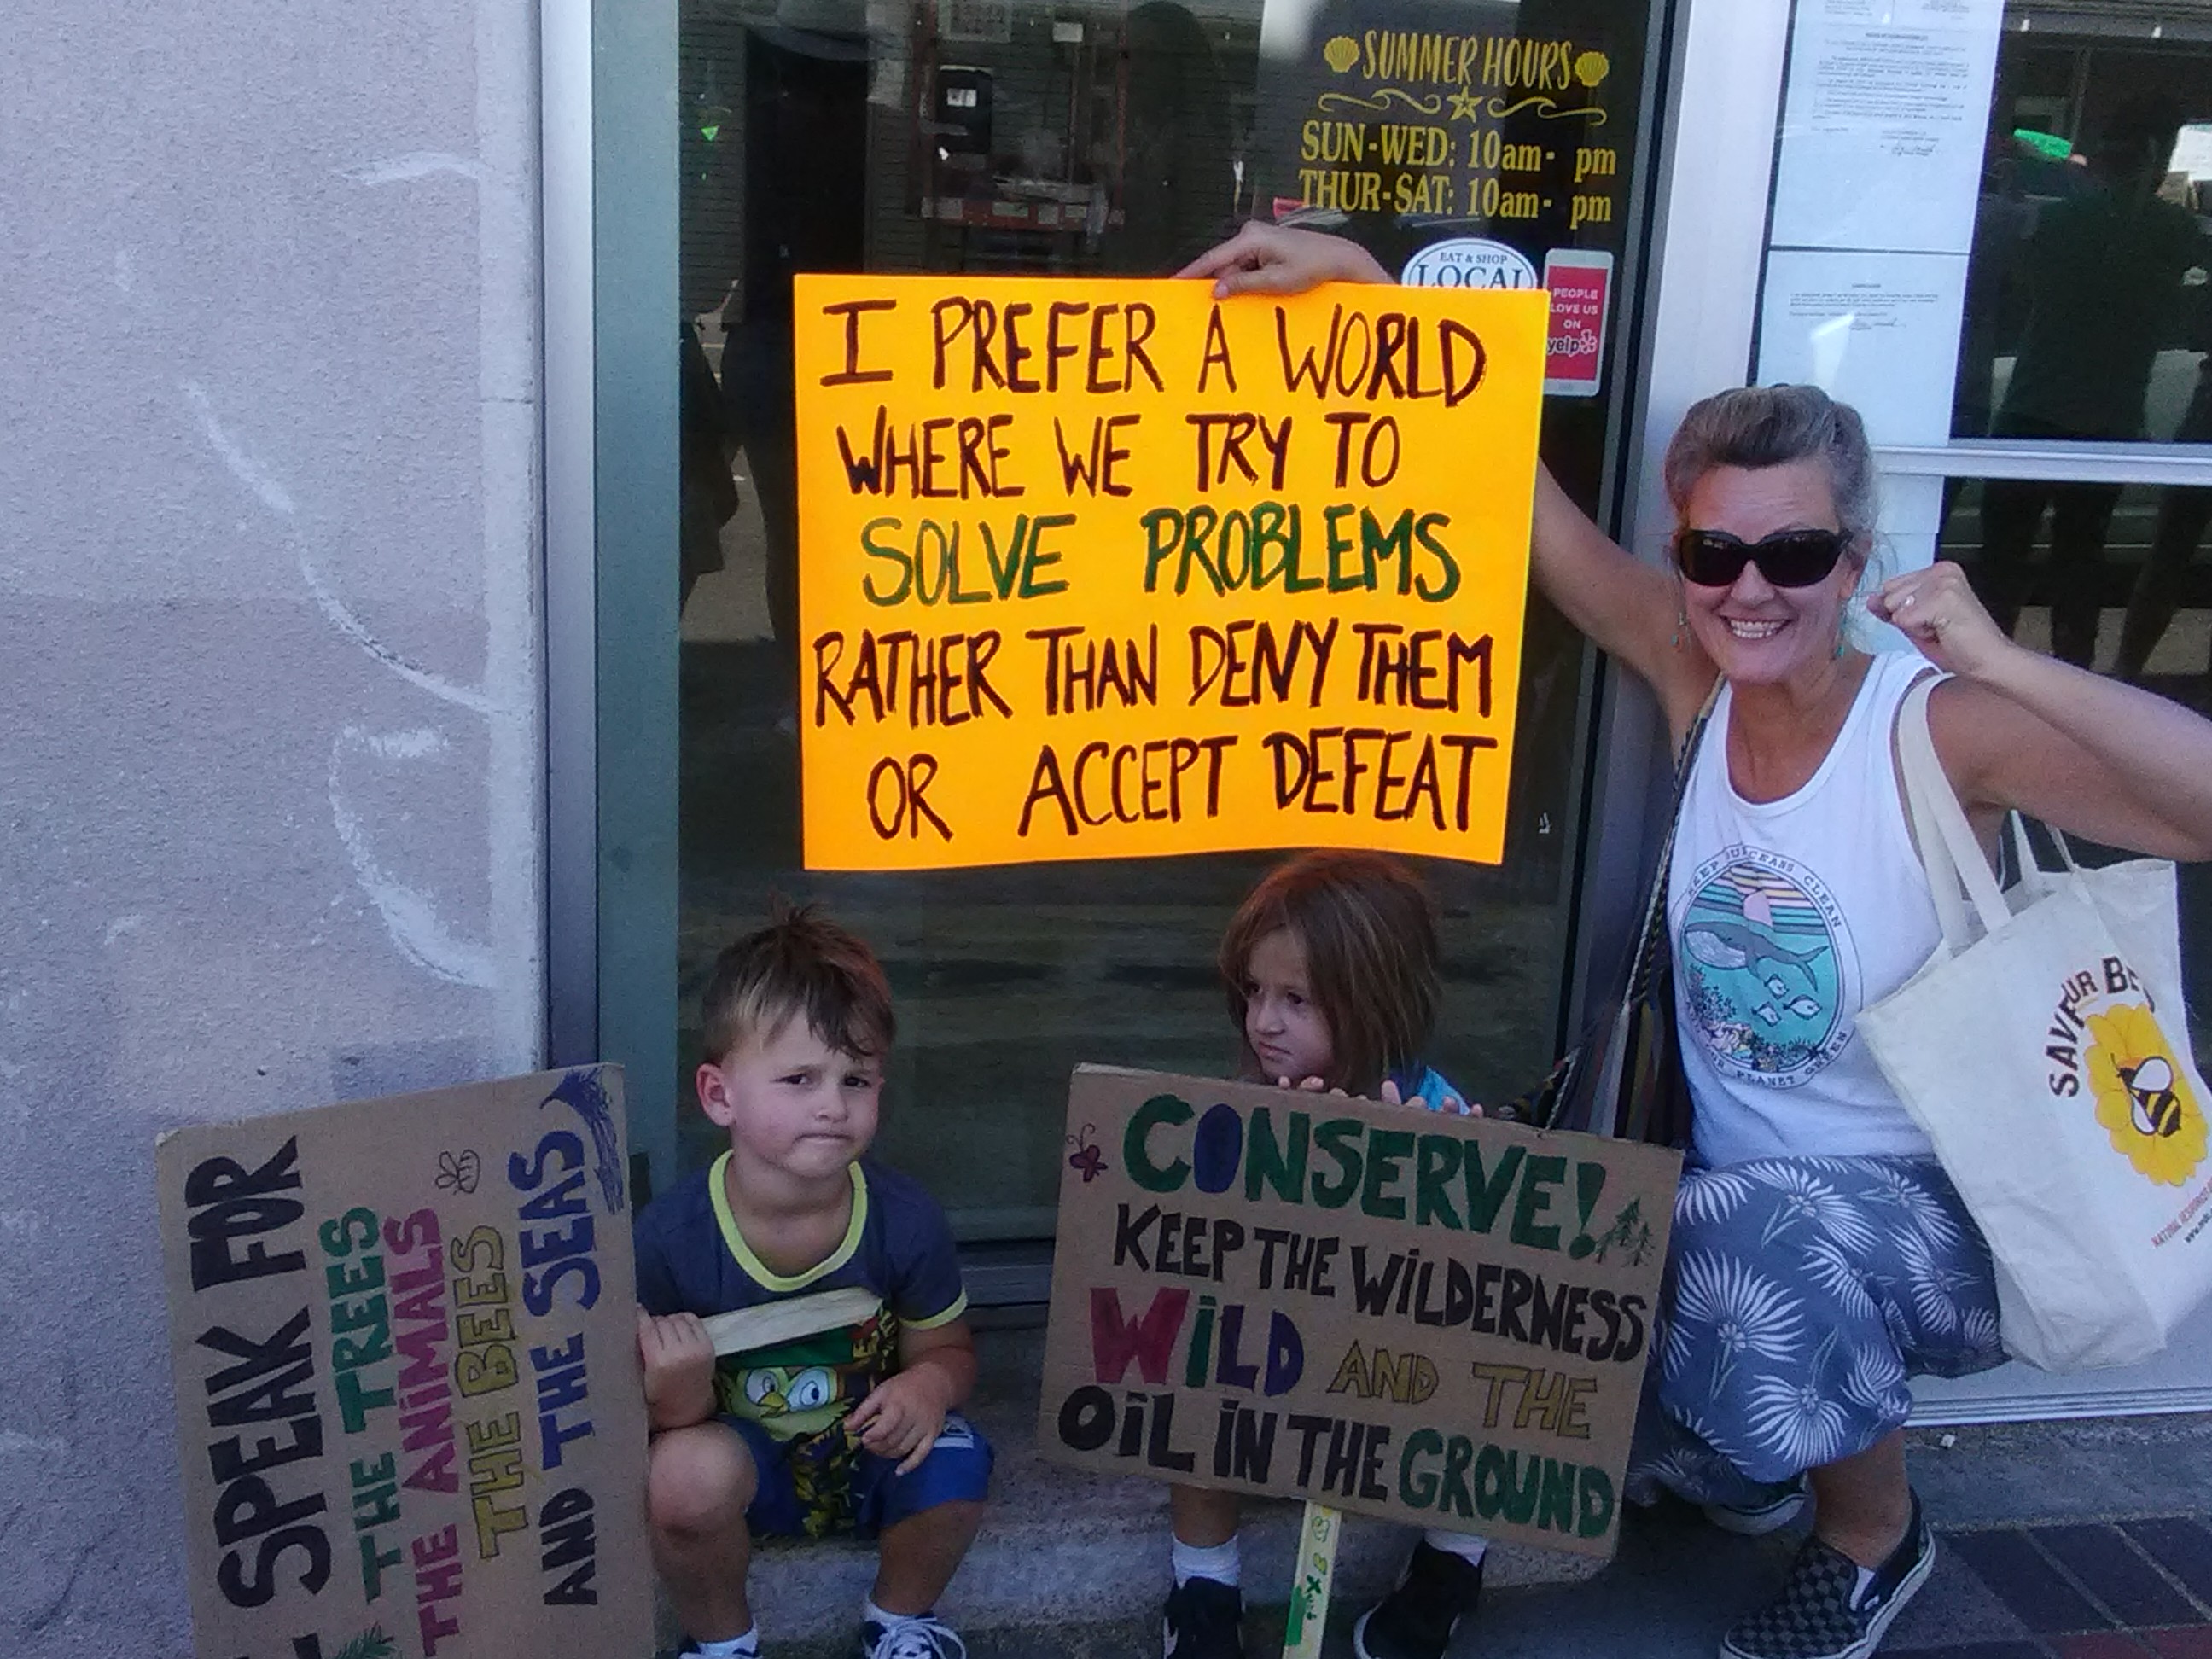 SUMMER HOURS
SUN-WED: 10am- pm
THUR-SAT: 10am- pm
EAT & SHOP
LOCAL
PEOPLE
LOVE US
ON
yelp
I PREFER A WORLD
WHERE WE TRY TO
SOLVE PROBLEMS
RATHER THAN DENY THEM
OR ACCEPT DEFEAT
KEEP OUR OCEANS CLEAN
PLANET GREEN
SAVE OUR
I SPEAK FOR
THE TREES
THE ANiMALS
THE BEES
AND THE SEAS
CONSERVE!
KEEP THE WiLDERNESS
WiLD AND THE
OiL iN THE GROUND